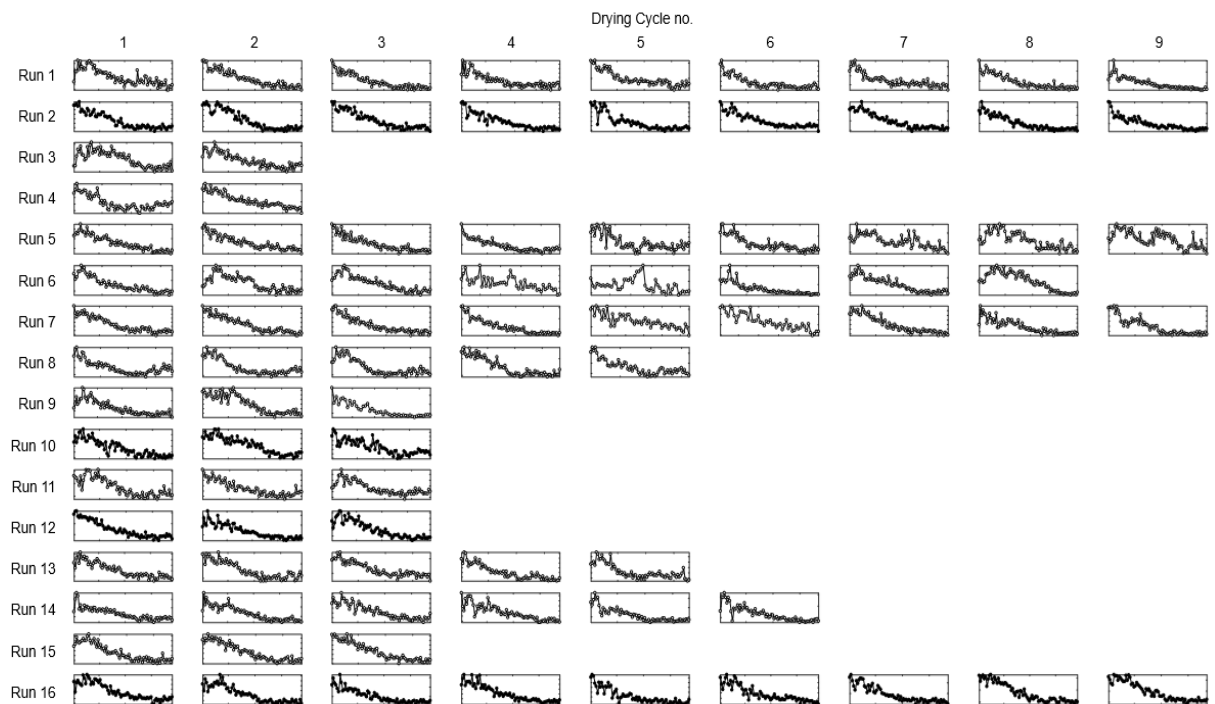 Drying Cycle no.
1 2 3 4 5 6 7 8 9
Run 1
Run 2
Run 3
Run 4
Run 5
Run 6
Run 7
Run 8
Run 9
Run 10
Run 11
Run 12
Run 13
Run 14
Run 15
Run 16